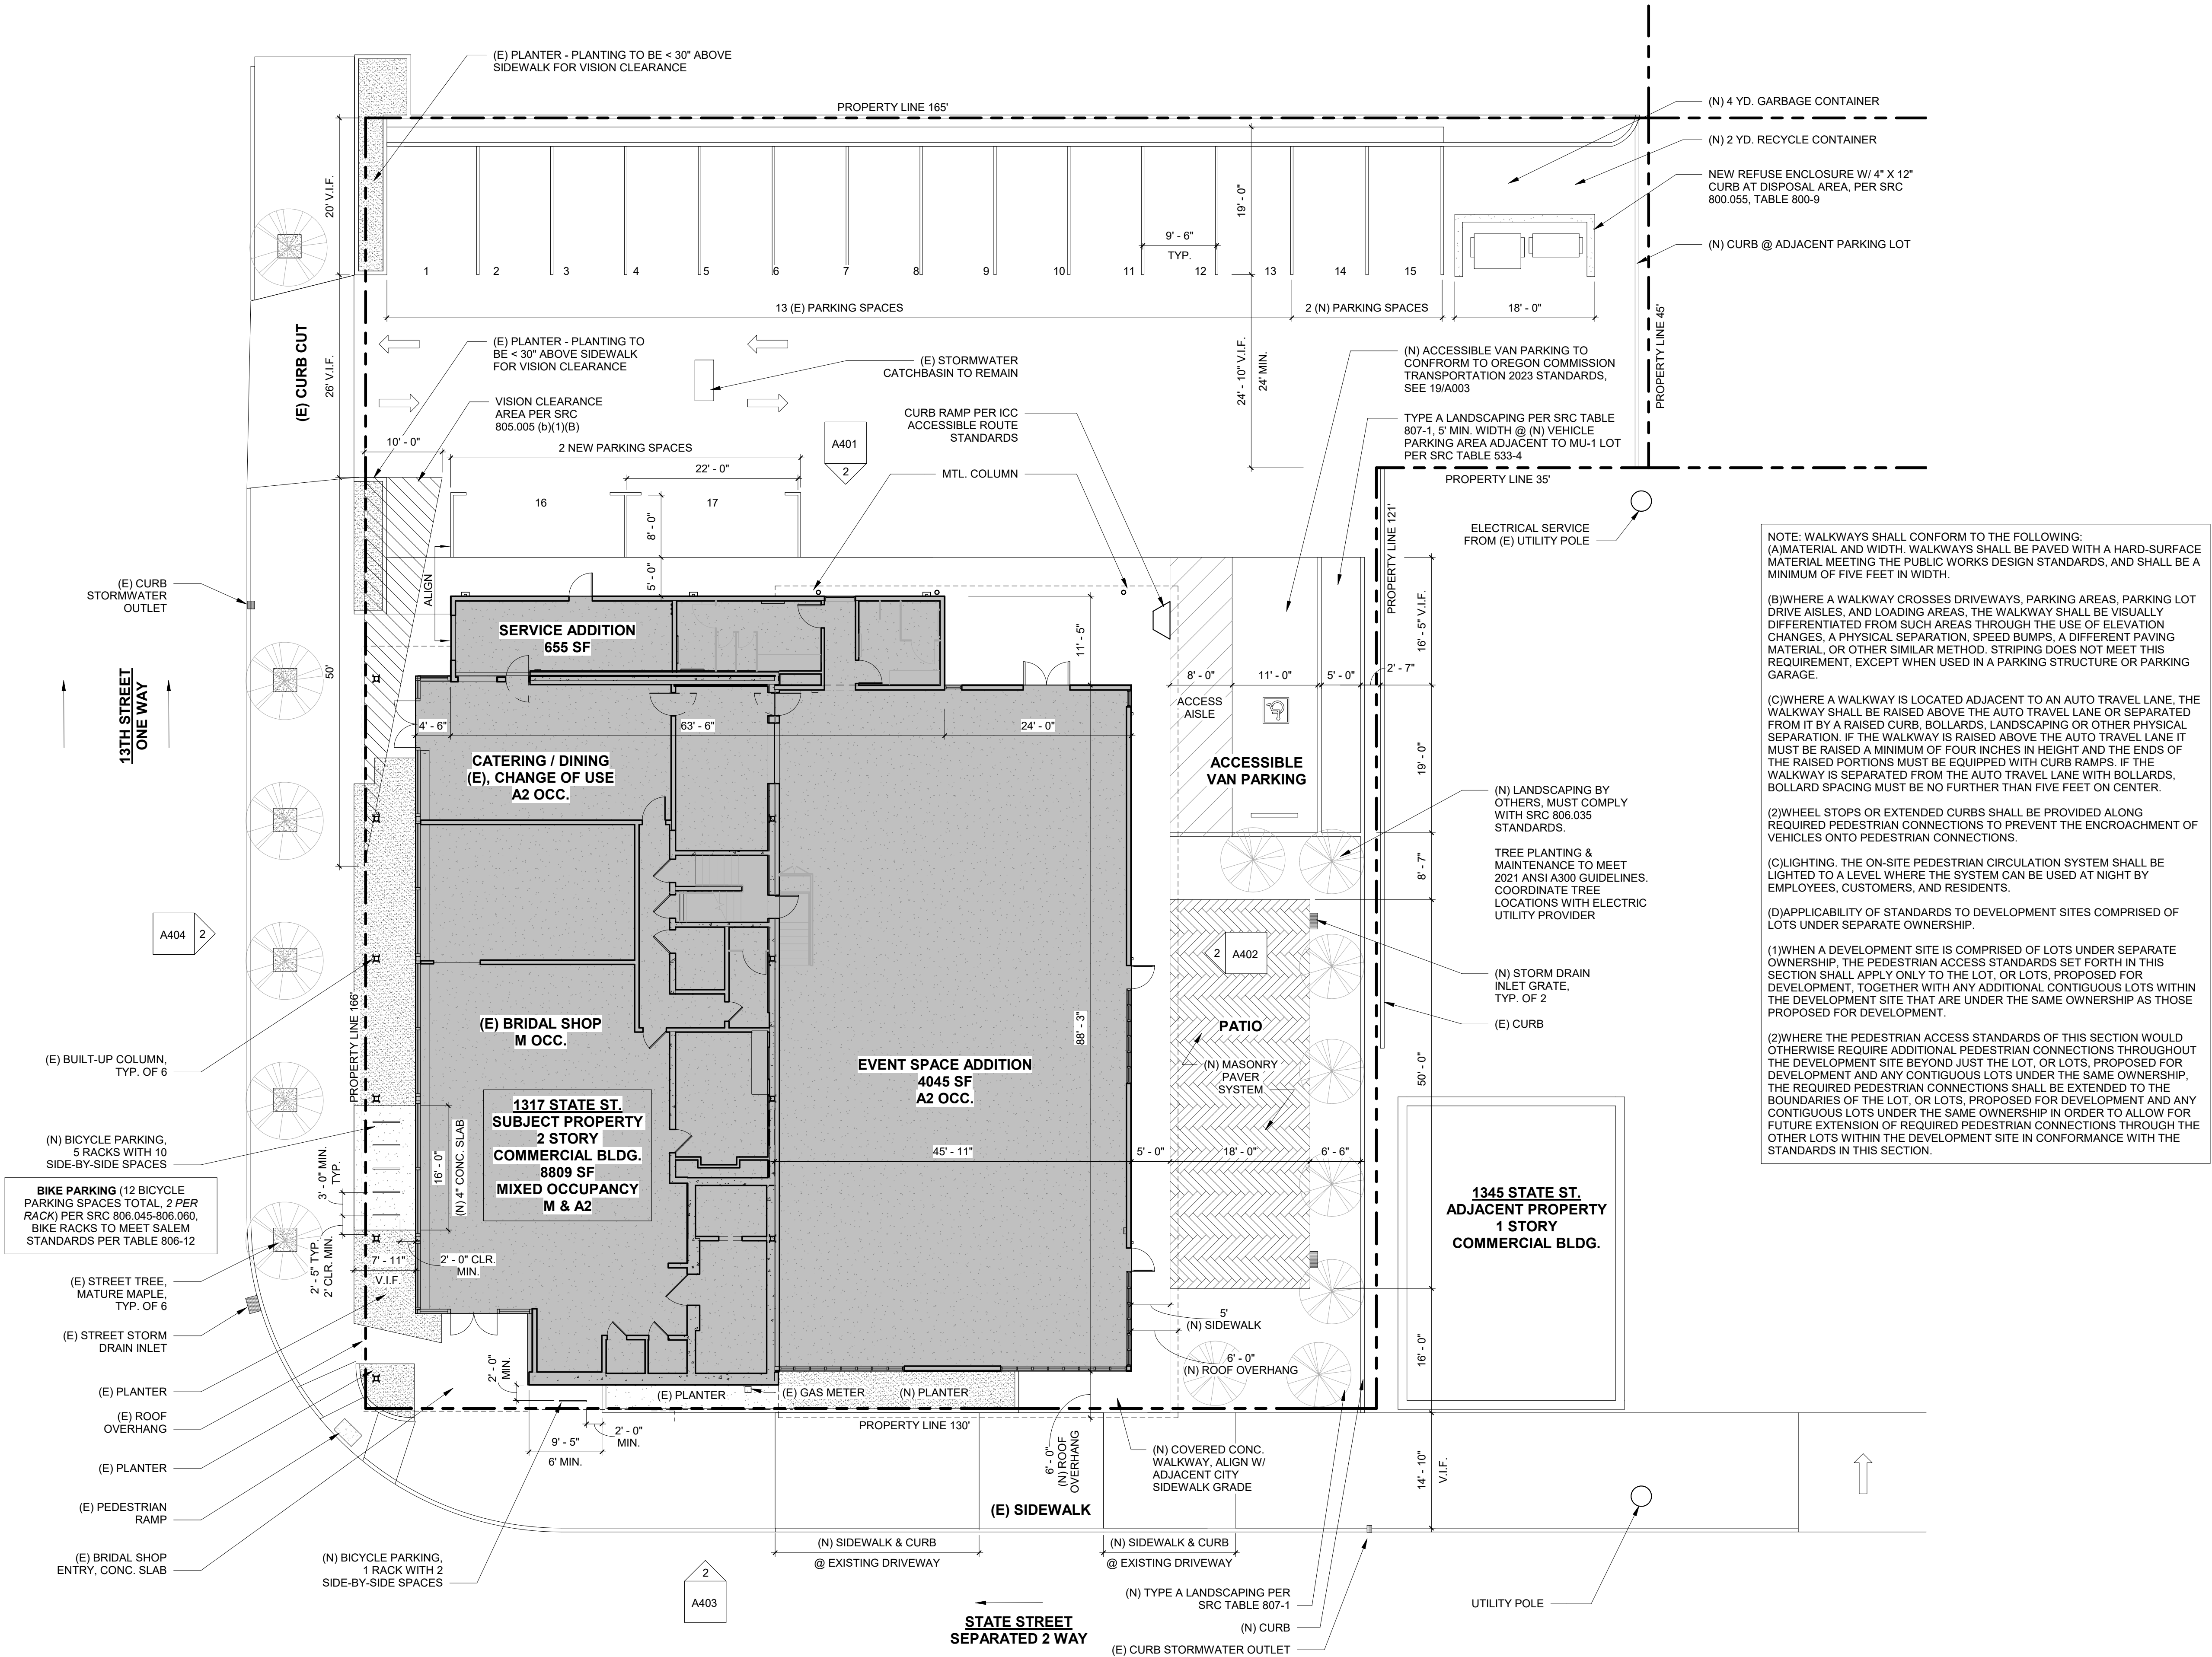 (E) PLANTER - PLANTING TO BE < 30" ABOVE
SIDEWALK FOR VISION CLEARANCE
PROPERTY LINE 165'
(N) 4 YD. GARBAGE CONTAINER
(N) 2 YD. RECYCLE CONTAINER
NEW REFUSE ENCLOSURE W/ 4" X 12"
CURB AT DISPOSAL AREA, PER SRC
800.055, TABLE 800-9
(N) CURB @ ADJACENT PARKING LOT
20' V.I.F.
19' - 0"
9' - 6"
TYP.
1
2
3
4
5
6
7
8
9
10
11
12
13
14
15
13 (E) PARKING SPACES
2 (N) PARKING SPACES
18' - 0"
PROPERTY LINE 45'
(E) CURB CUT
26' V.I.F.
(E) PLANTER - PLANTING TO
BE < 30" ABOVE SIDEWALK
FOR VISION CLEARANCE
(E) STORMWATER
CATCHBASIN TO REMAIN
24' - 10" V.I.F.
24' MIN.
(N) ACCESSIBLE VAN PARKING TO
CONFRORM TO OREGON COMMISSION
TRANSPORTATION 2023 STANDARDS,
SEE 19/A003
VISION CLEARANCE
AREA PER SRC
805.005 (b)(1)(B)
CURB RAMP PER ICC
ACCESSIBLE ROUTE
STANDARDS
TYPE A LANDSCAPING PER SRC TABLE
807-1, 5' MIN. WIDTH @ (N) VEHICLE
PARKING AREA ADJACENT TO MU-1 LOT
PER SRC TABLE 533-4
10' - 0"
2 NEW PARKING SPACES
A401
2
22' - 0"
MTL. COLUMN
PROPERTY LINE 35'
16
17
8' - 0"
PROPERTY LINE 121'
ELECTRICAL SERVICE
FROM (E) UTILITY POLE
NOTE: WALKWAYS SHALL CONFORM TO THE FOLLOWING:
(A)MATERIAL AND WIDTH. WALKWAYS SHALL BE PAVED WITH A HARD-SURFACE
MATERIAL MEETING THE PUBLIC WORKS DESIGN STANDARDS, AND SHALL BE A
MINIMUM OF FIVE FEET IN WIDTH.
(B)WHERE A WALKWAY CROSSES DRIVEWAYS, PARKING AREAS, PARKING LOT
DRIVE AISLES, AND LOADING AREAS, THE WALKWAY SHALL BE VISUALLY
DIFFERENTIATED FROM SUCH AREAS THROUGH THE USE OF ELEVATION
CHANGES, A PHYSICAL SEPARATION, SPEED BUMPS, A DIFFERENT PAVING
MATERIAL, OR OTHER SIMILAR METHOD. STRIPING DOES NOT MEET THIS
REQUIREMENT, EXCEPT WHEN USED IN A PARKING STRUCTURE OR PARKING
GARAGE.
(C)WHERE A WALKWAY IS LOCATED ADJACENT TO AN AUTO TRAVEL LANE, THE
WALKWAY SHALL BE RAISED ABOVE THE AUTO TRAVEL LANE OR SEPARATED
FROM IT BY A RAISED CURB, BOLLARDS, LANDSCAPING OR OTHER PHYSICAL
SEPARATION. IF THE WALKWAY IS RAISED ABOVE THE AUTO TRAVEL LANE IT
MUST BE RAISED A MINIMUM OF FOUR INCHES IN HEIGHT AND THE ENDS OF
THE RAISED PORTIONS MUST BE EQUIPPED WITH CURB RAMPS. IF THE
WALKWAY IS SEPARATED FROM THE AUTO TRAVEL LANE WITH BOLLARDS,
BOLLARD SPACING MUST BE NO FURTHER THAN FIVE FEET ON CENTER.
(2)WHEEL STOPS OR EXTENDED CURBS SHALL BE PROVIDED ALONG
REQUIRED PEDESTRIAN CONNECTIONS TO PREVENT THE ENCROACHMENT OF
VEHICLES ONTO PEDESTRIAN CONNECTIONS.
(C)LIGHTING. THE ON-SITE PEDESTRIAN CIRCULATION SYSTEM SHALL BE
LIGHTED TO A LEVEL WHERE THE SYSTEM CAN BE USED AT NIGHT BY
EMPLOYEES, CUSTOMERS, AND RESIDENTS.
(D)APPLICABILITY OF STANDARDS TO DEVELOPMENT SITES COMPRISED OF
LOTS UNDER SEPARATE OWNERSHIP.
(1)WHEN A DEVELOPMENT SITE IS COMPRISED OF LOTS UNDER SEPARATE
OWNERSHIP, THE PEDESTRIAN ACCESS STANDARDS SET FORTH IN THIS
SECTION SHALL APPLY ONLY TO THE LOT, OR LOTS, PROPOSED FOR
DEVELOPMENT, TOGETHER WITH ANY ADDITIONAL CONTIGUOUS LOTS WITHIN
THE DEVELOPMENT SITE THAT ARE UNDER THE SAME OWNERSHIP AS THOSE
PROPOSED FOR DEVELOPMENT.
(2)WHERE THE PEDESTRIAN ACCESS STANDARDS OF THIS SECTION WOULD
OTHERWISE REQUIRE ADDITIONAL PEDESTRIAN CONNECTIONS THROUGHOUT
THE DEVELOPMENT SITE BEYOND JUST THE LOT, OR LOTS, PROPOSED FOR
DEVELOPMENT AND ANY CONTIGUOUS LOTS UNDER THE SAME OWNERSHIP,
THE REQUIRED PEDESTRIAN CONNECTIONS SHALL BE EXTENDED TO THE
BOUNDARIES OF THE LOT, OR LOTS, PROPOSED FOR DEVELOPMENT AND ANY
CONTIGUOUS LOTS UNDER THE SAME OWNERSHIP IN ORDER TO ALLOW FOR
FUTURE EXTENSION OF REQUIRED PEDESTRIAN CONNECTIONS THROUGH THE
OTHER LOTS WITHIN THE DEVELOPMENT SITE IN CONFORMANCE WITH THE
STANDARDS IN THIS SECTION.
(E) CURB
STORMWATER
OUTLET
ALIGN
5' - 0"
SERVICE ADDITION
655 SF
11' - 5"
16' - 5" V.I.F.
50'
13TH STREET
ONE WAY
8' - 0"
11' - 0"
5' - 0"
2' - 7"
ACCESS
AISLE
4' - 6"
63' - 6"
24' - 0"
CATERING / DINING
(E), CHANGE OF USE
A2 OCC.
ACCESSIBLE
VAN PARKING
19' - 0"
(N) LANDSCAPING BY
OTHERS, MUST COMPLY
WITH SRC 806.035
STANDARDS.
TREE PLANTING &
MAINTENANCE TO MEET
2021 ANSI A300 GUIDELINES.
COORDINATE TREE
LOCATIONS WITH ELECTRIC
UTILITY PROVIDER
8' - 7"
A404
2
2
A402
(N) STORM DRAIN
INLET GRATE,
TYP. OF 2
(E) CURB
PROPERTY LINE 166'
(E) BRIDAL SHOP
M OCC.
88' - 3"
PATIO
(N) MASONRY
PAVER
SYSTEM
50' - 0"
(E) BUILT-UP COLUMN,
TYP. OF 6
EVENT SPACE ADDITION
4045 SF
A2 OCC.
1317 STATE ST.
SUBJECT PROPERTY
2 STORY
COMMERCIAL BLDG.
8809 SF
MIXED OCCUPANCY
M & A2
(N) BICYCLE PARKING,
5 RACKS WITH 10
SIDE-BY-SIDE SPACES
3' - 0" MIN.
TYP.
16' - 0"
(N) 4" CONC. SLAB
45' - 11"
5' - 0"
18' - 0"
6' - 6"
BIKE PARKING (12 BICYCLE
PARKING SPACES TOTAL, 2 PER
RACK) PER SRC 806.045-806.060,
BIKE RACKS TO MEET SALEM
STANDARDS PER TABLE 806-12
1345 STATE ST.
ADJACENT PROPERTY
1 STORY
COMMERCIAL BLDG.
2' - 5" TYP.
2' CLR. MIN.
7' - 11"
V.I.F.
2' - 0" CLR.
MIN.
(E) STREET TREE,
MATURE MAPLE,
TYP. OF 6
(E) STREET STORM
DRAIN INLET
5'
(N) SIDEWALK
6' - 0"
(N) ROOF OVERHANG
16' - 0"
2' - 0"
MIN.
(E) PLANTER
(E) PLANTER
(E) GAS METER
(N) PLANTER
(E) ROOF
OVERHANG
PROPERTY LINE 130'
2' - 0"
MIN.
9' - 5"
6' MIN.
6' - 0"
(N) ROOF
OVERHANG
(N) COVERED CONC.
WALKWAY, ALIGN W/
ADJACENT CITY
SIDEWALK GRADE
14' - 10"
V.I.F.
(E) PLANTER
(E) PEDESTRIAN
RAMP
(E) SIDEWALK
(E) BRIDAL SHOP
ENTRY, CONC. SLAB
(N) BICYCLE PARKING,
1 RACK WITH 2
SIDE-BY-SIDE SPACES
(N) SIDEWALK & CURB
@ EXISTING DRIVEWAY
(N) SIDEWALK & CURB
@ EXISTING DRIVEWAY
2
A403
(N) TYPE A LANDSCAPING PER
SRC TABLE 807-1
UTILITY POLE
STATE STREET
SEPARATED 2 WAY
(N) CURB
(E) CURB STORMWATER OUTLET